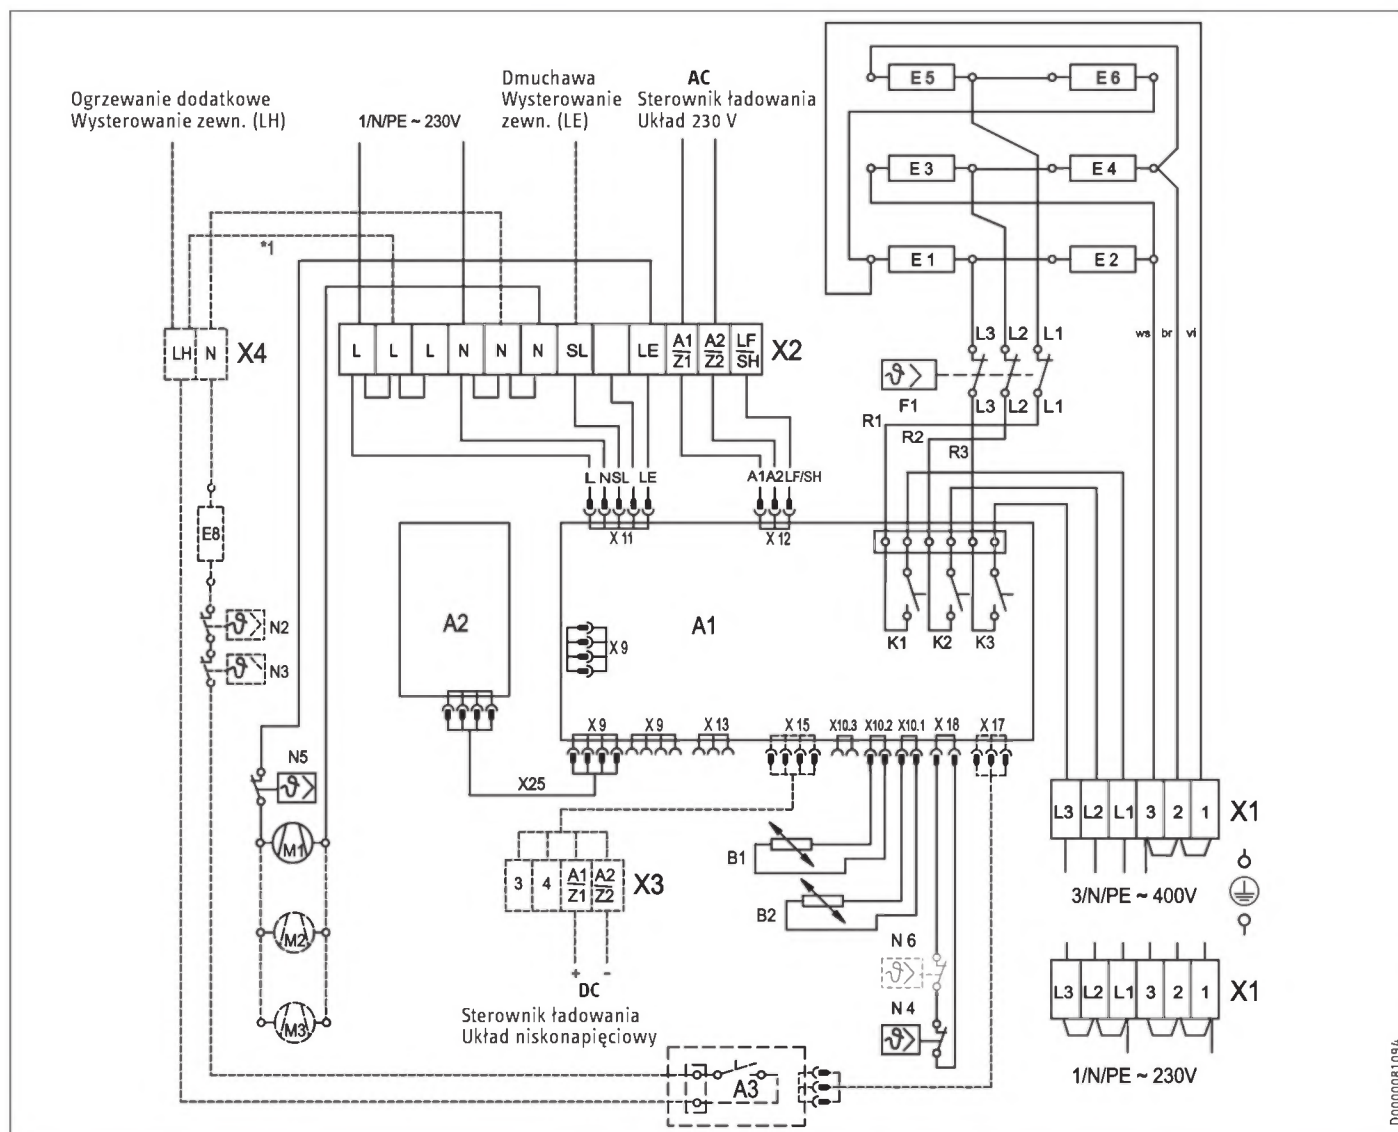 Ogrzewanie dodatkowe
Wysterowanie zewn. (LH)
1/N/PE ~ 230V
Dmuchawa
Wysterowanie
zewn. (LE)
AC
Sterownik ładowania
Układ 230 V
E 5
E 6
E 3
E 4
E 1
E 2
*1
ws
br
vi
L3
L2
L1
LH
N
X4
L
L
L
N
N
N
SL
LE
A1
Z1
A2
Z2
LF
SH
X2
F1
L3
L2
L1
R1
R2
R3
L
N
SL
LE
A1
A2
LF/SH
X 11
X 12
E8
A2
A1
N2
N3
X 9
K1
K2
K3
X 9
X 9
X 13
X 15
X10.3
X10.2
X10.1
X 18
X 17
N5
X25
M1
B1
L3
L2
L1
3
2
1
X1
3
4
A1
Z1
A2
Z2
X3
3/N/PE ~ 400V
B2
M2
N 6
+
-
DC
Sterownik ładowania
Układ niskonapięciowy
L3
L2
L1
3
2
1
X1
N 4
M3
1/N/PE ~ 230V
A3
D0000081094